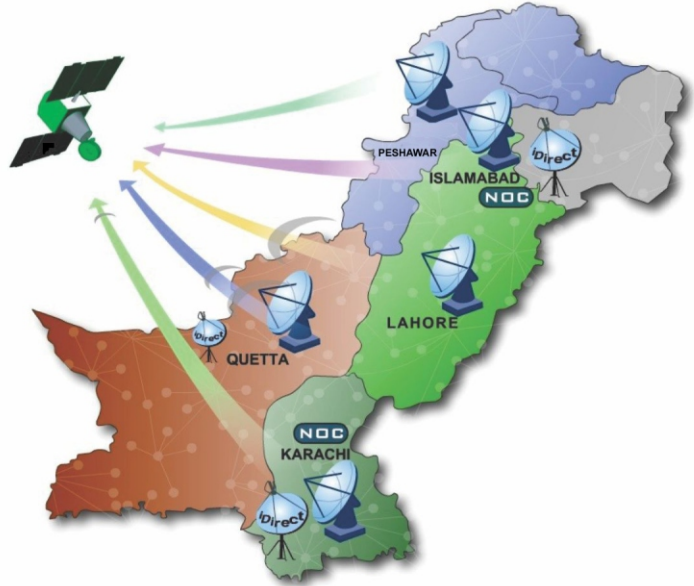 PESHAWAR
ISLAMABAD
NOC
iDirect
LAHORE
iDirect
QUETTA
NOC
KARACHI
iDirect